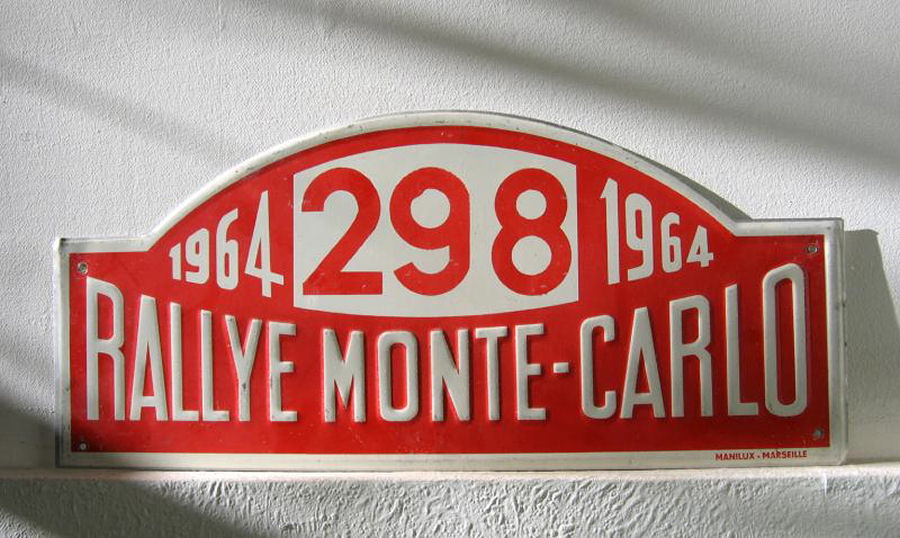 1964 298 1964
RALLYE MONTE-CARLO
MANILUX - MARSEILLE